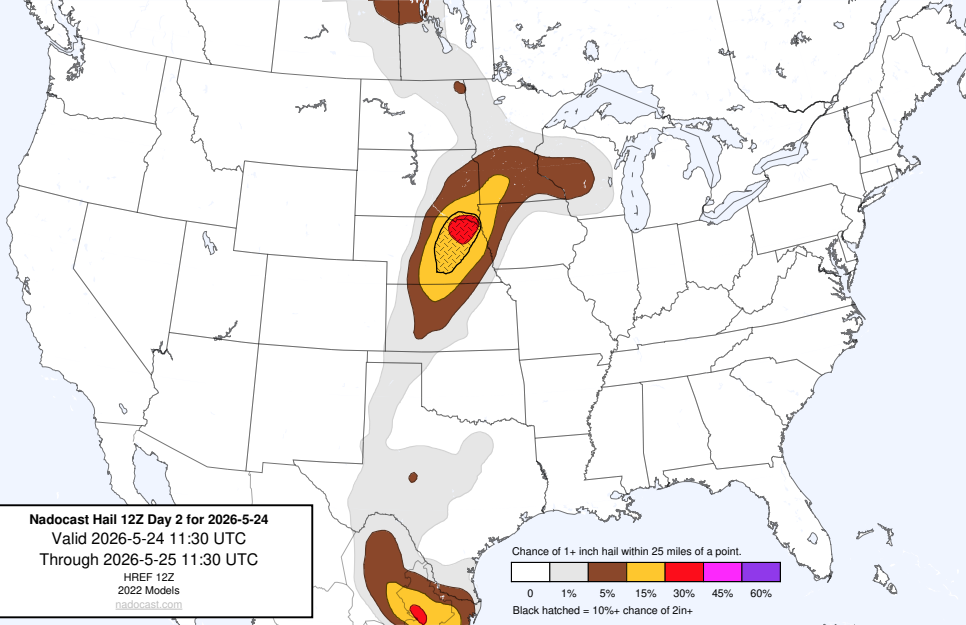 Nadocast Hail 12Z Day 2 for 2026-5-24
Valid 2026-5-24 11:30 UTC
Through 2026-5-25 11:30 UTC
HREF 12Z
2022 Models
nadocast.com
Chance of 1+ inch hail within 25 miles of a point.
0 1% 5% 15% 30% 45% 60%
Black hatched = 10%+ chance of 2in+